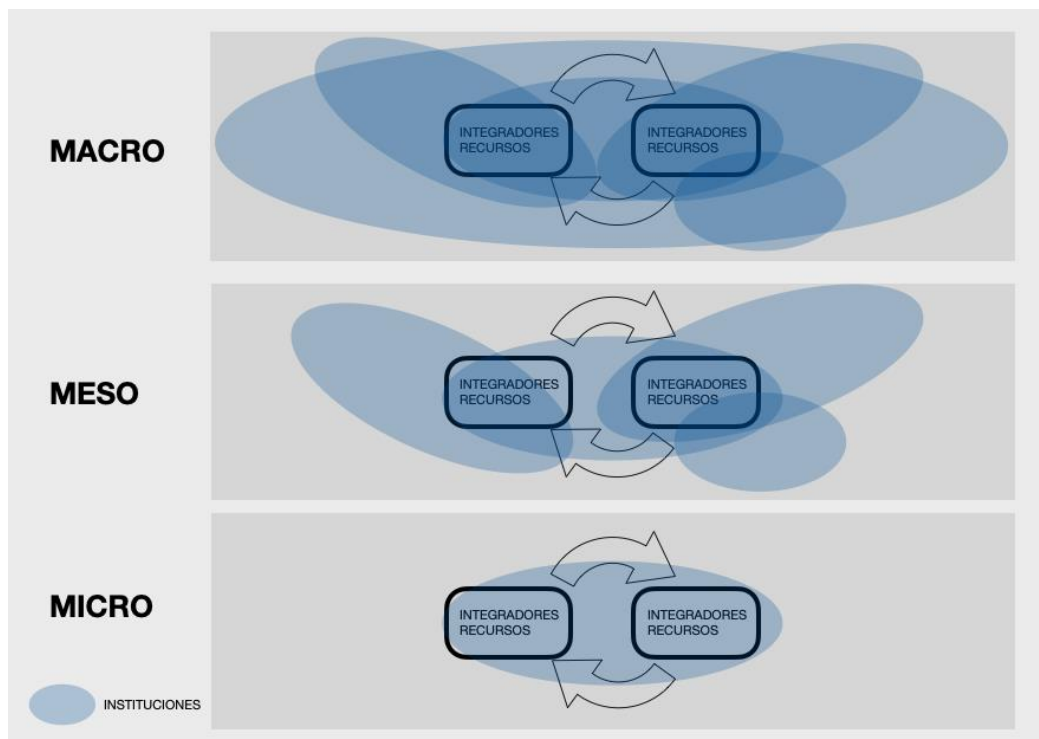 MACRO
INTEGRADORES
RECURSOS
INTEGRADORES
RECURSOS
MESO
INTEGRADORES
RECURSOS
INTEGRADORES
RECURSOS
MICRO
INTEGRADORES
RECURSOS
INTEGRADORES
RECURSOS
INSTITUCIONES